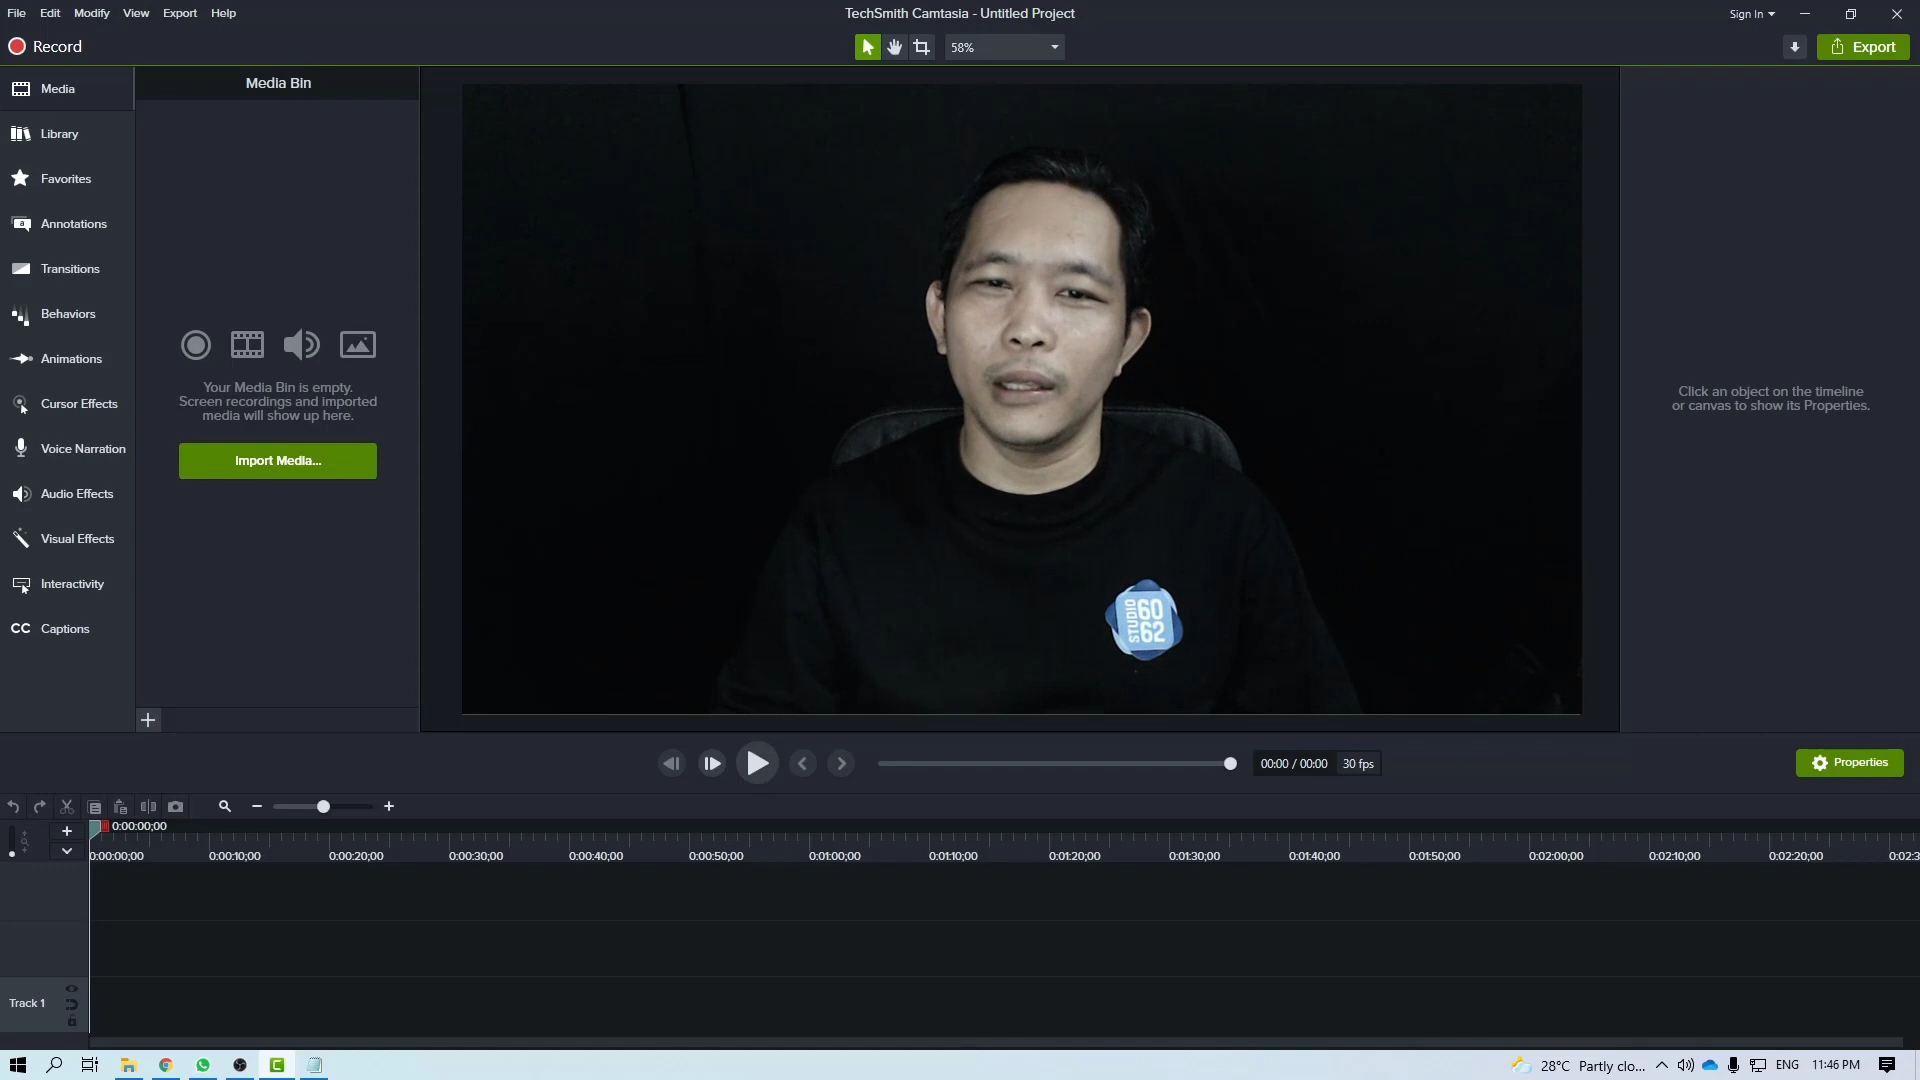 File Edit Modify View Export Help
TechSmith Camtasia - Untitled Project
Sign In
Record
58%
Export
Media
Library
Favorites
Annotations
Transitions
Behaviors
Animations
Cursor Effects
Voice Narration
Audio Effects
Visual Effects
Interactivity
CC Captions
Media Bin
Your Media Bin is empty.
Screen recordings and imported
media will show up here.
Import Media...
STUDIO
60
62
Click an object on the timeline
or canvas to show its Properties.
00:00 / 00:00
30 fps
Properties
0:00:00;00
0:00:00;00 0:00:10;00 0:00:20;00 0:00:30;00 0:00:40;00 0:00:50;00 0:01:00;00 0:01:10;00 0:01:20;00 0:01:30;00 0:01:40;00 0:01:50;00 0:02:00;00 0:02:10;00 0:02:20;00 0:02:3
Track 1
28°C Partly clo...
ENG
11:46 PM